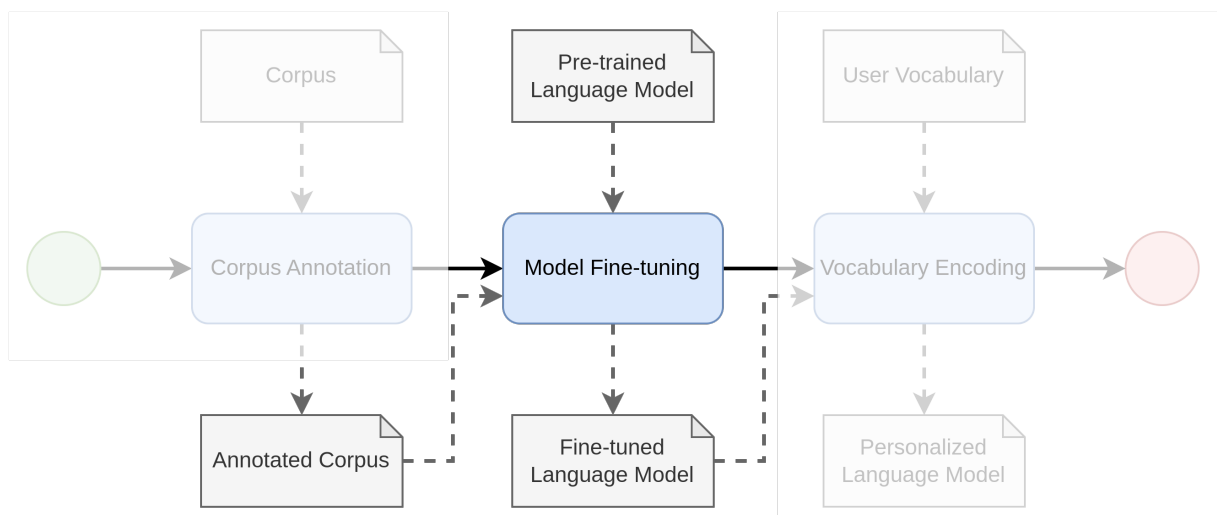 Corpus
Pre-trained
Language Model
User Vocabulary
Corpus Annotation
Model Fine-tuning
Vocabulary Encoding
Annotated Corpus
Fine-tuned
Language Model
Personalized
Language Model